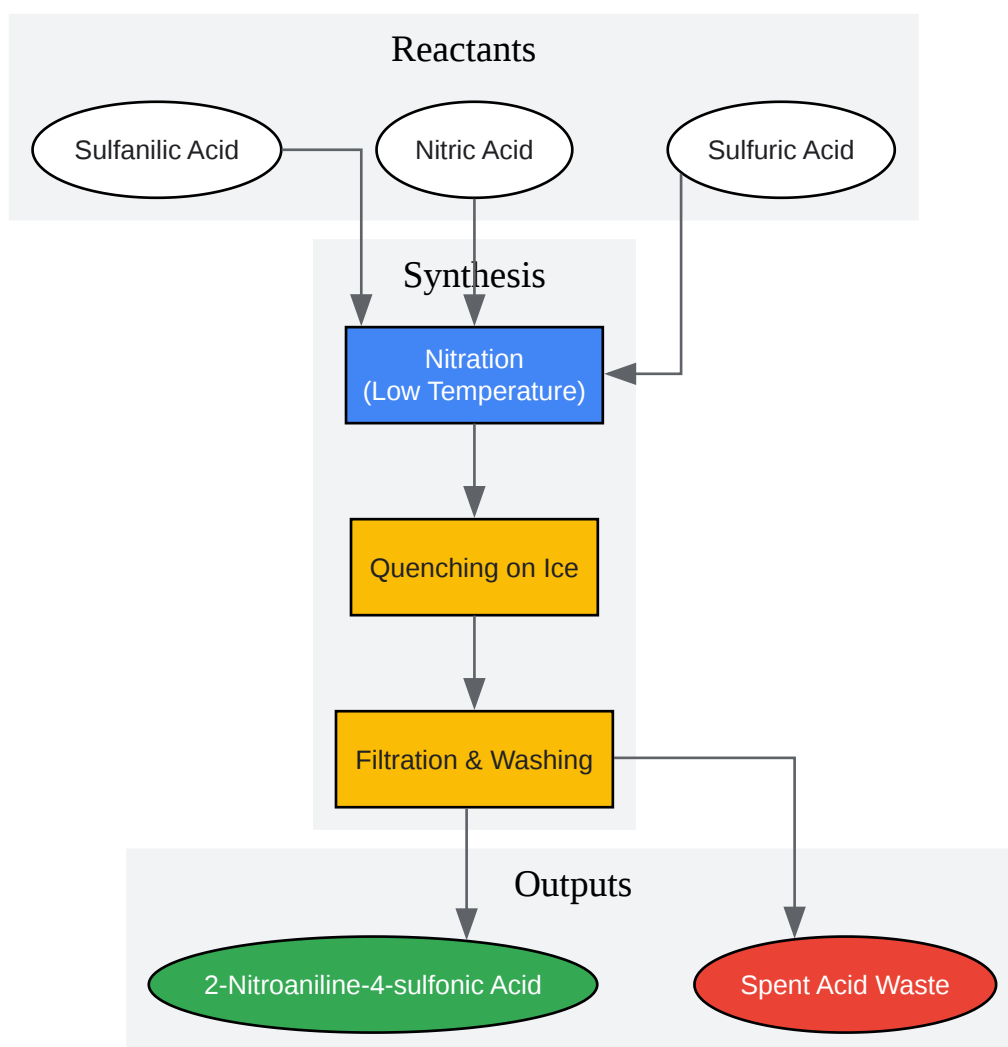 Reactants
Sulfanilic Acid
Nitric Acid
Sulfuric Acid
Synthesis
Nitration
(Low Temperature)
Quenching on Ice
Filtration & Washing
Outputs
2-Nitroaniline-4-sulfonic Acid
Spent Acid Waste